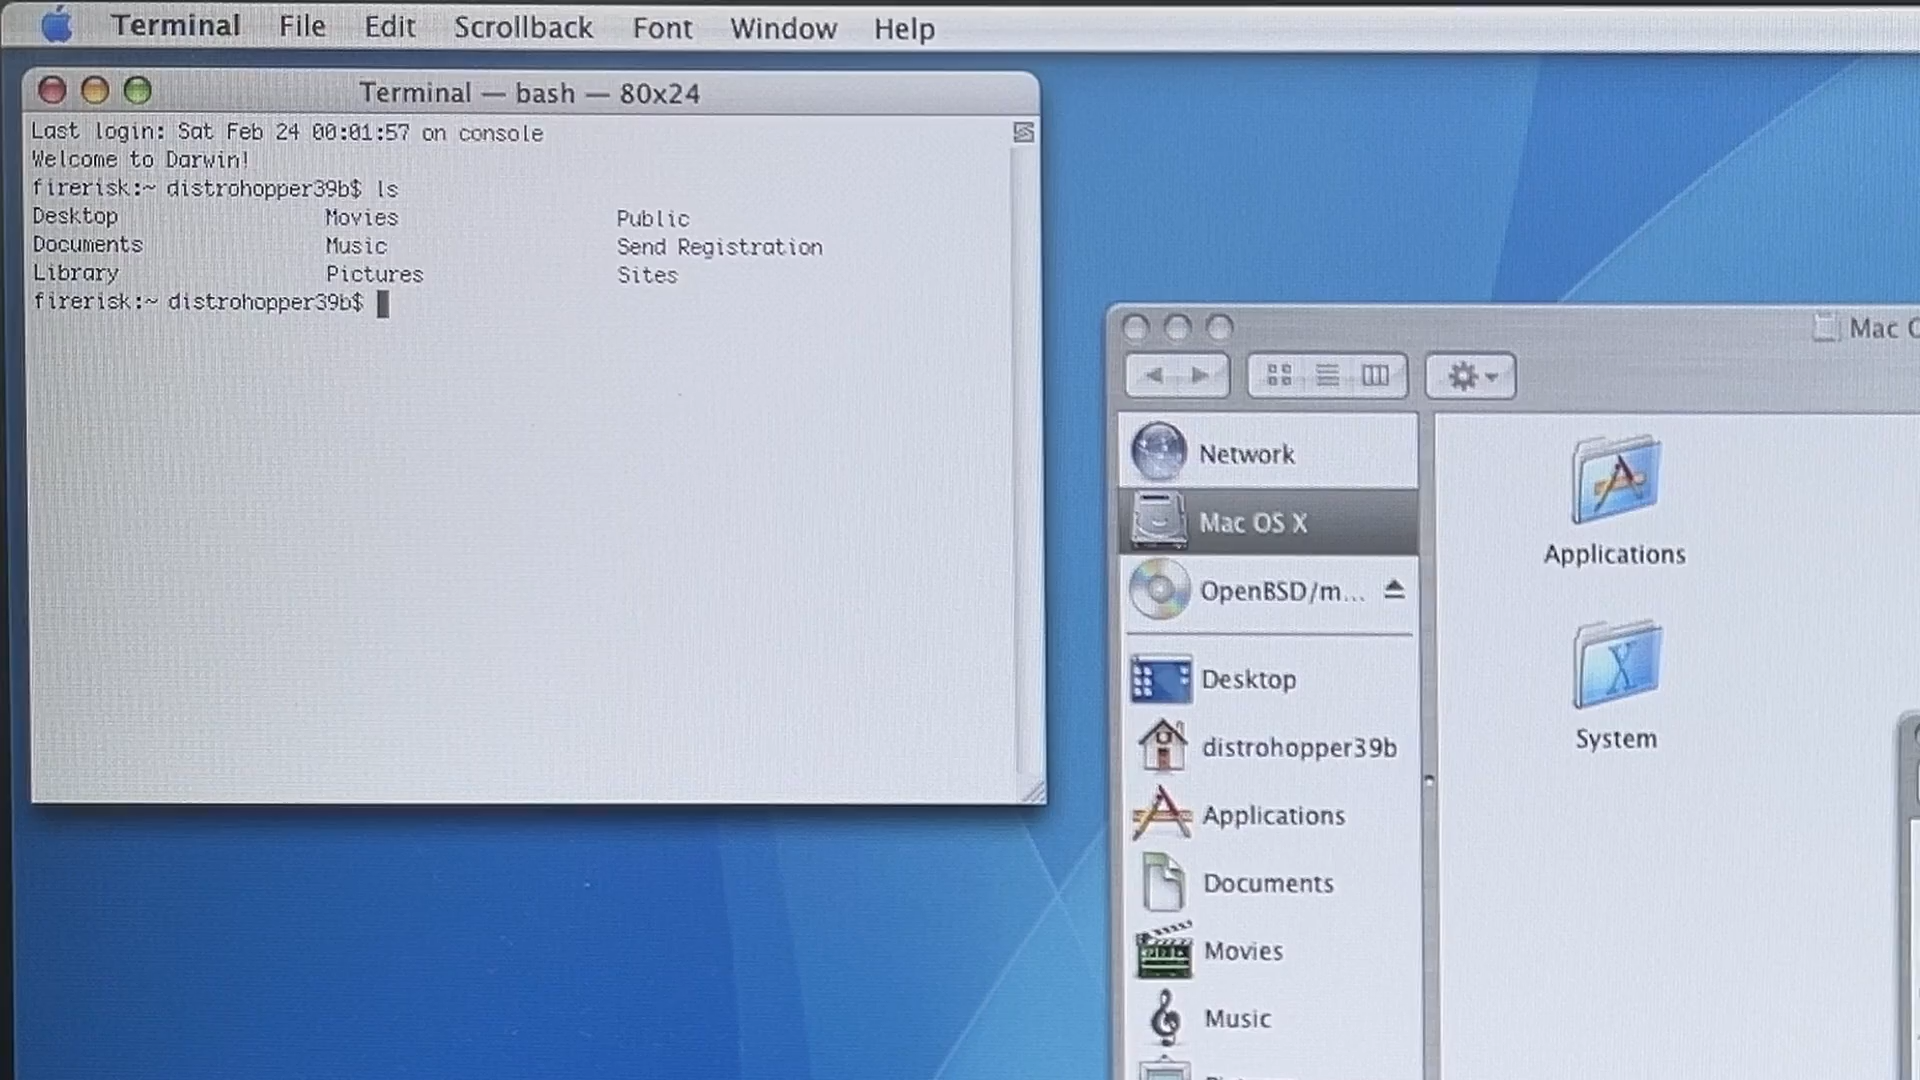 Terminal File Edit Scrollback Font Window Help
Terminal — bash — 80x24
Last login: Sat Feb 24 00:01:57 on console
Welcome to Darwin!
firerisk:~ distrohopper39b$ ls
Desktop Movies Public
Documents Music Send Registration
Library Pictures Sites
firerisk:~ distrohopper39b$
Mac
Network
Mac OS X
OpenBSD/m...
Desktop
distrohopper39b
Applications
Documents
Movies
Music
Applications
System